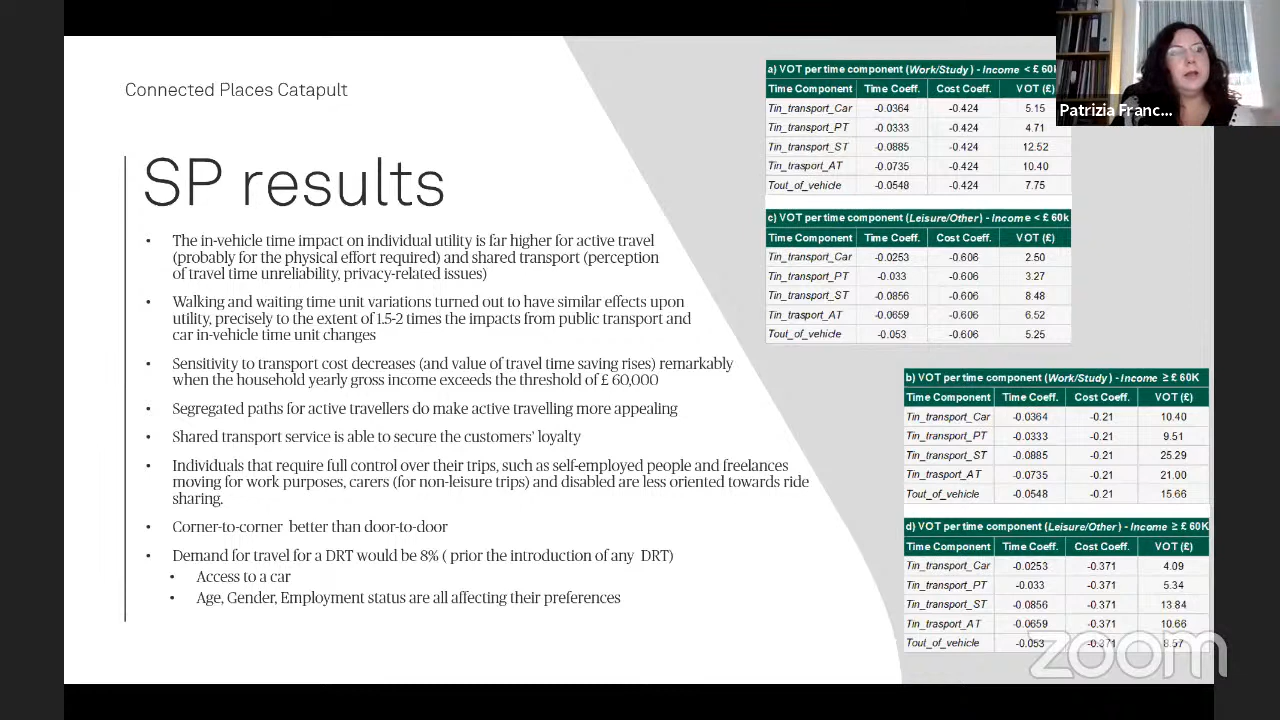 Connected Places Catapult
SP results
• The in-vehicle time impact on individual utility is far higher for active travel
(probably for the physical effort required) and shared transport (perception
of travel time unreliability, privacy-related issues)
• Walking and waiting time unit variations turned out to have similar effects upon
utility, precisely to the extent of 1.5-2 times the impacts from public transport and
car in-vehicle time unit changes
• Sensitivity to transport cost decreases (and value of travel time saving rises) remarkably
when the household yearly gross income exceeds the threshold of £ 60,000
• Segregated paths for active travellers do make active travelling more appealing
• Shared transport service is able to secure the customers' loyalty
• Individuals that require full control over their trips, such as self-employed people and freelances
moving for work purposes, carers (for non-leisure trips) and disabled are less oriented towards ride
sharing.
• Corner-to-corner better than door-to-door
• Demand for travel for a DRT would be 8% ( prior the introduction of any DRT)
• Access to a car
• Age, Gender, Employment status are all affecting their preferences
a) VOT per time component (Work/Study) - Income < £ 60k
Time Component Time Coeff. Cost Coeff. VOT (£)
Tin_transport_Car -0.0364 -0.424 5.15
Tin_transport_PT -0.0333 -0.424 4.71
Tin_transport_ST -0.0885 -0.424 12.52
Tin_trasport_AT -0.0735 -0.424 10.40
Tout_of_vehicle -0.0548 -0.424 7.75
c) VOT per time component (Leisure/Other) - Income < £ 60k
Time Component Time Coeff. Cost Coeff. VOT (£)
Tin_transport_Car -0.0253 -0.606 2.50
Tin_transport_PT -0.033 -0.606 3.27
Tin_transport_ST -0.0856 -0.606 8.48
Tin_trasport_AT -0.0659 -0.606 6.52
Tout_of_vehicle -0.053 -0.606 5.25
b) VOT per time component (Work/Study) - Income ≥ £ 60K
Time Component Time Coeff. Cost Coeff. VOT (£)
Tin_transport_Car -0.0364 -0.21 10.40
Tin_transport_PT -0.0333 -0.21 9.51
Tin_transport_ST -0.0885 -0.21 25.29
Tin_trasport_AT -0.0735 -0.21 21.00
Tout_of_vehicle -0.0548 -0.21 15.66
d) VOT per time component (Leisure/Other) - Income ≥ £ 60K
Time Component Time Coeff. Cost Coeff. VOT (£)
Tin_transport_Car -0.0253 -0.371 4.09
Tin_transport_PT -0.033 -0.371 5.34
Tin_transport_ST -0.0856 -0.371 13.84
Tin_trasport_AT -0.0659 -0.371 10.66
Tout_of_vehicle -0.053 -0.371 8.57
Patrizia Franc...
zoom